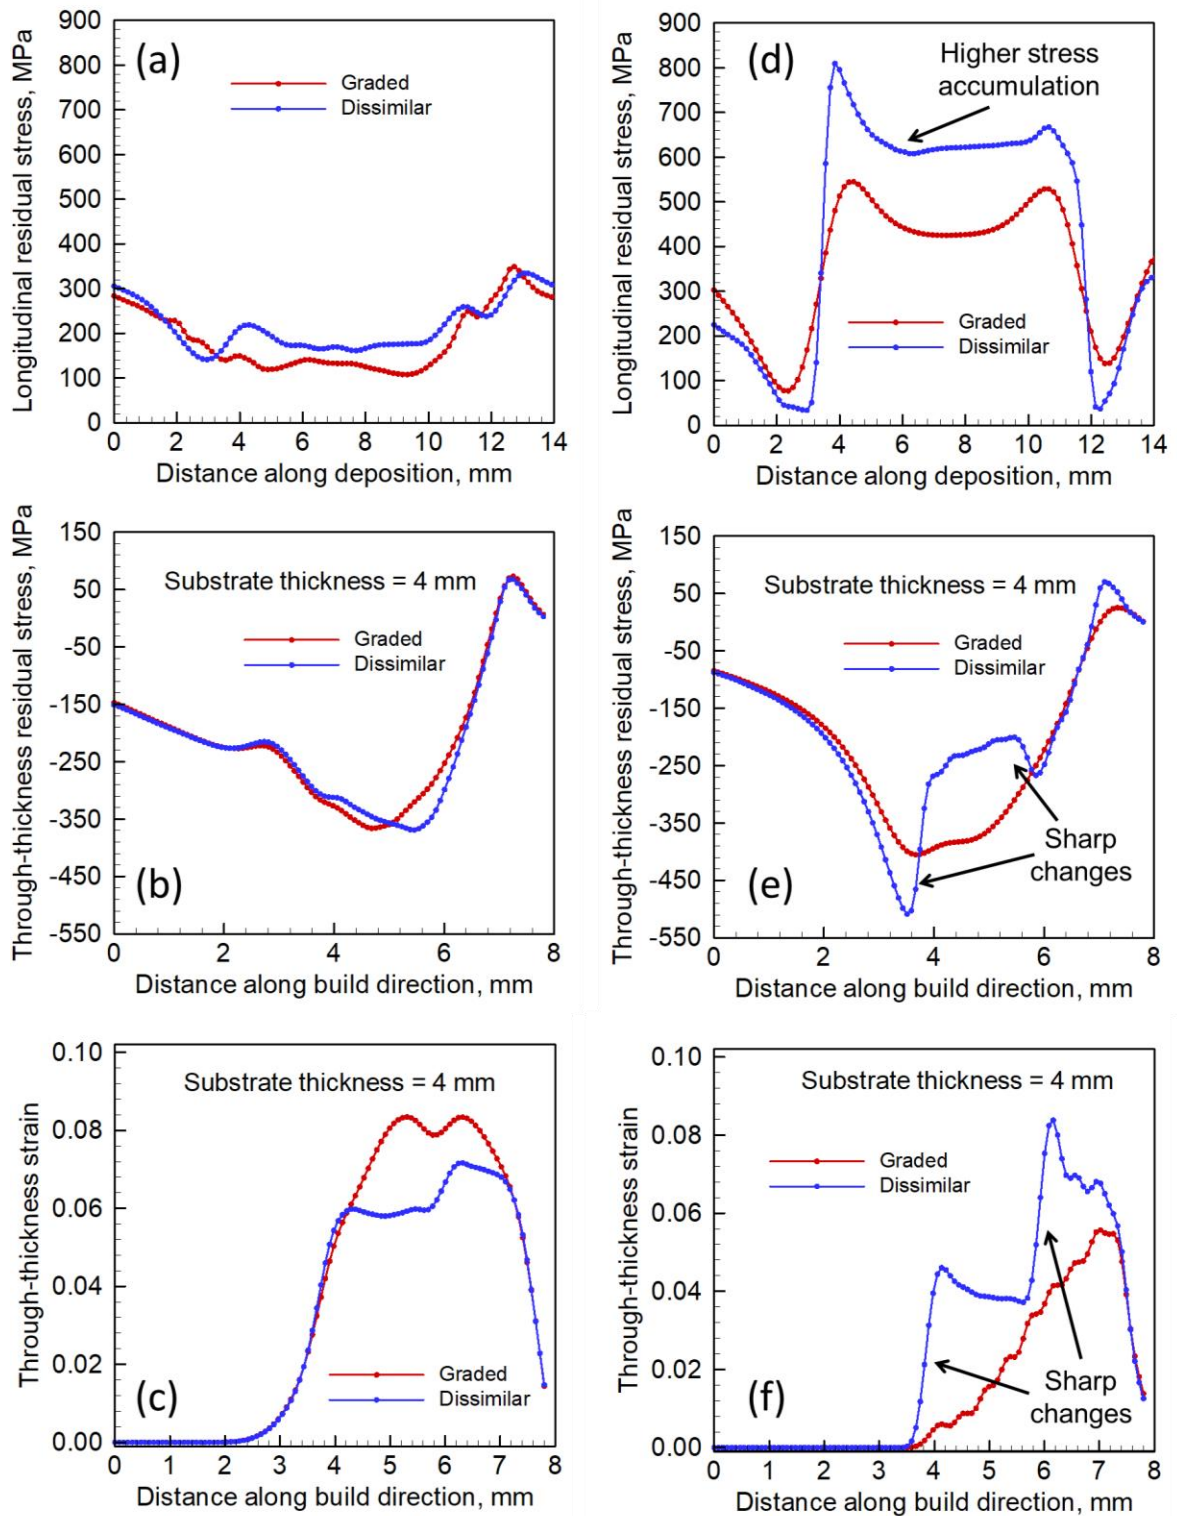 (a)
Longitudinal residual stress, MPa
900
800
700
600
500
400
300
200
100
0
Graded
Dissimilar
0 2 4 6 8 10 12 14
Distance along deposition, mm
(d)
Longitudinal residual stress, MPa
900
800
700
600
500
400
300
200
100
0
Higher stress
accumulation
Graded
Dissimilar
0 2 4 6 8 10 12 14
Distance along deposition, mm
Through-thickness residual stress, MPa
150
50
-50
-150
-250
-350
-450
-550
Substrate thickness = 4 mm
Graded
Dissimilar
(b)
0 2 4 6 8
Distance along build direction, mm
Through-thickness residual stress, MPa
150
50
-50
-150
-250
-350
-450
-550
Substrate thickness = 4 mm
Graded
Dissimilar
Sharp
changes
(e)
0 2 4 6 8
Distance along build direction, mm
Through-thickness strain
0.10
0.08
0.06
0.04
0.02
0.00
Substrate thickness = 4 mm
Graded
Dissimilar
(c)
0 1 2 3 4 5 6 7 8
Distance along build direction, mm
Through-thickness strain
0.10
0.08
0.06
0.04
0.02
0.00
Substrate thickness = 4 mm
Graded
Dissimilar
Sharp
changes
(f)
0 1 2 3 4 5 6 7 8
Distance along build direction, mm